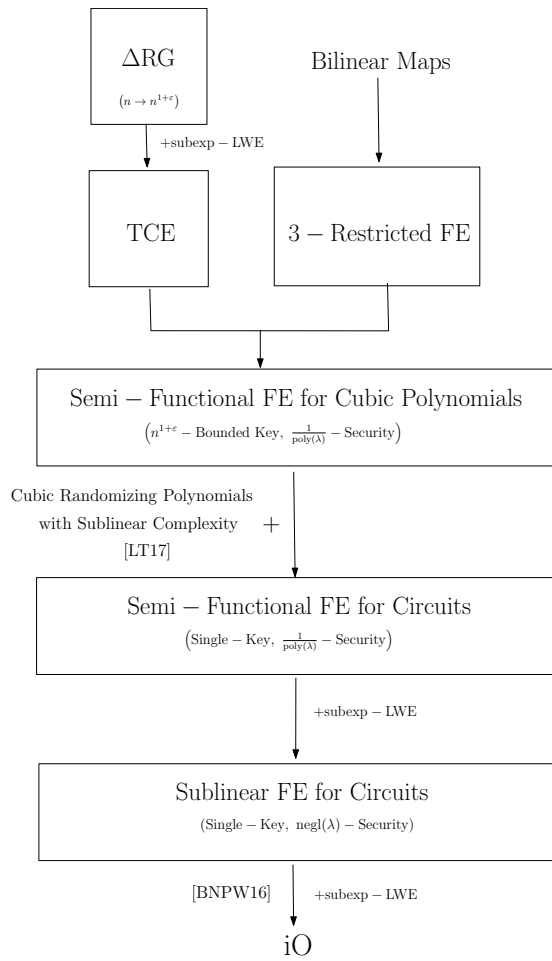 ΔRG
(n → n^{1+ε})
Bilinear Maps
+subexp − LWE
TCE
3 − Restricted FE
Semi − Functional FE for Cubic Polynomials
(n^{1+ε} − Bounded Key, 1/poly(λ) − Security)
Cubic Randomizing Polynomials
with Sublinear Complexity
[LT17]
+
Semi − Functional FE for Circuits
(Single − Key, 1/poly(λ) − Security)
+subexp − LWE
Sublinear FE for Circuits
(Single − Key, negl(λ) − Security)
[BNPW16]
+subexp − LWE
iO